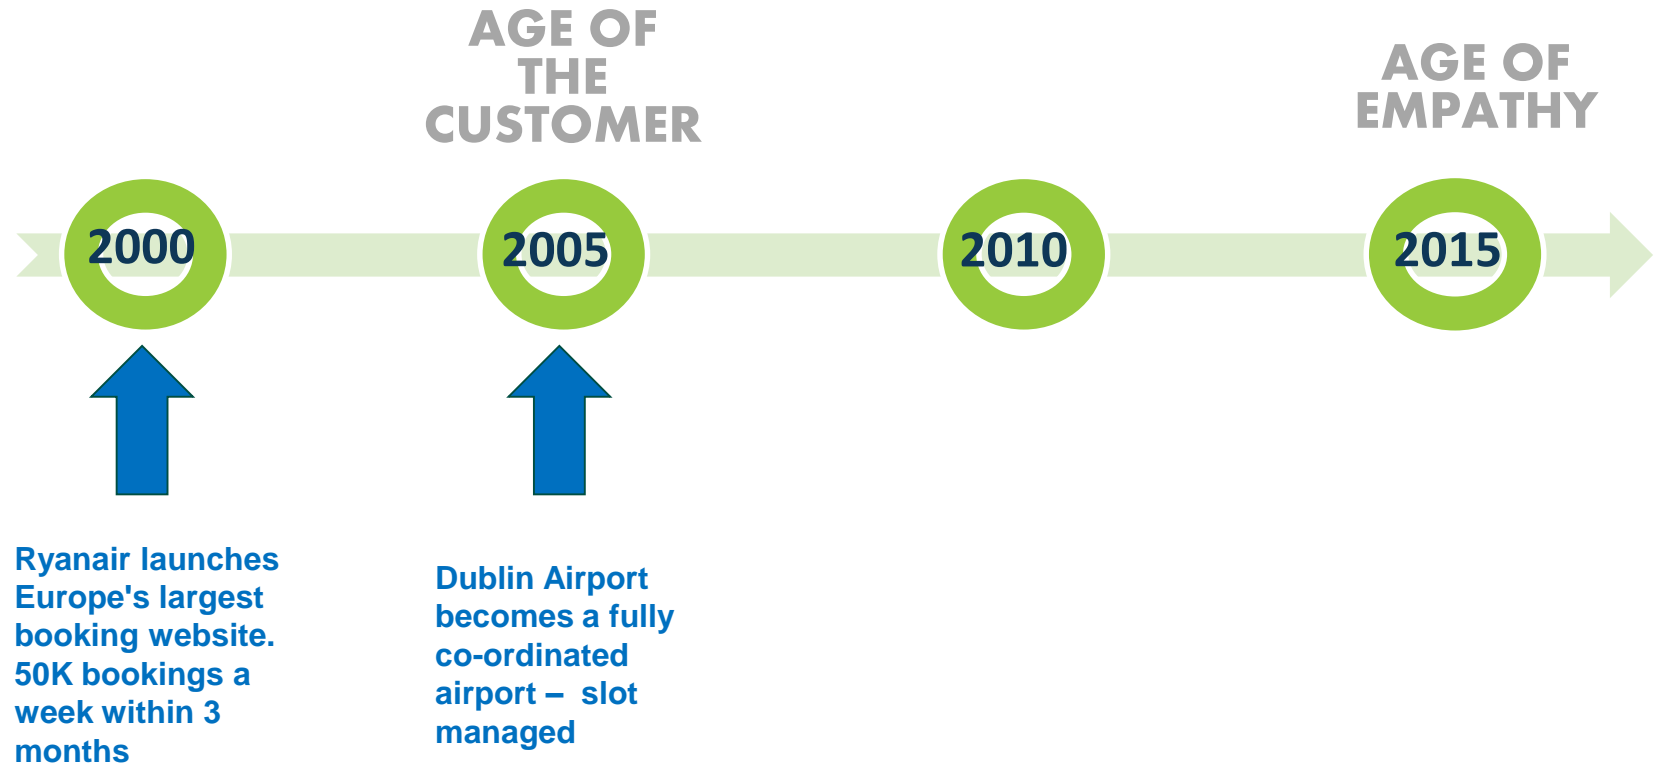 AGE OF
THE
CUSTOMER
AGE OF
EMPATHY
2000
2005
2010
2015
Ryanair launches
Europe's largest
booking website.
50K bookings a
week within 3
months
Dublin Airport
becomes a fully
co-ordinated
airport – slot
managed